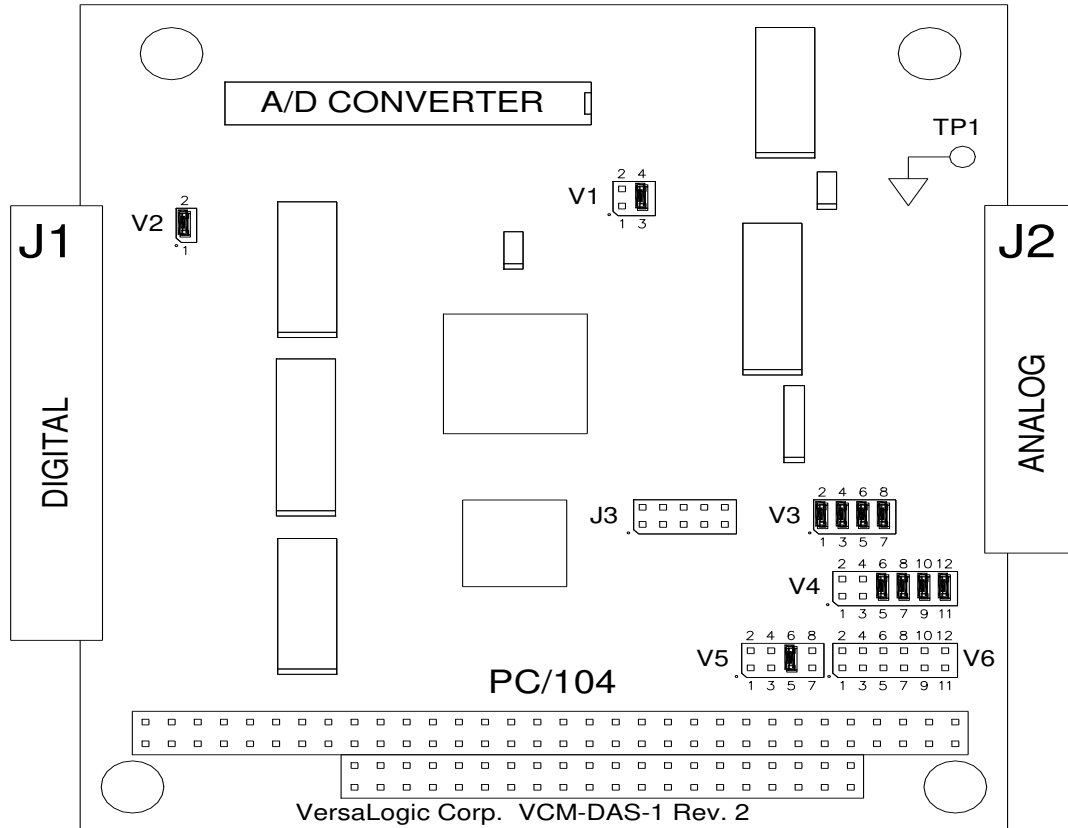 A/D CONVERTER
TP1
2 4
V1
1 3
2
V2
1
J1
J2
DIGITAL
ANALOG
J3
2 4 6 8
V3
1 3 5 7
2 4 6 8 10 12
V4
1 3 5 7 9 11
2 4 6 8
V5
1 3 5 7
2 4 6 8 10 12
V6
1 3 5 7 9 11
PC/104
VersaLogic Corp. VCM-DAS-1 Rev. 2